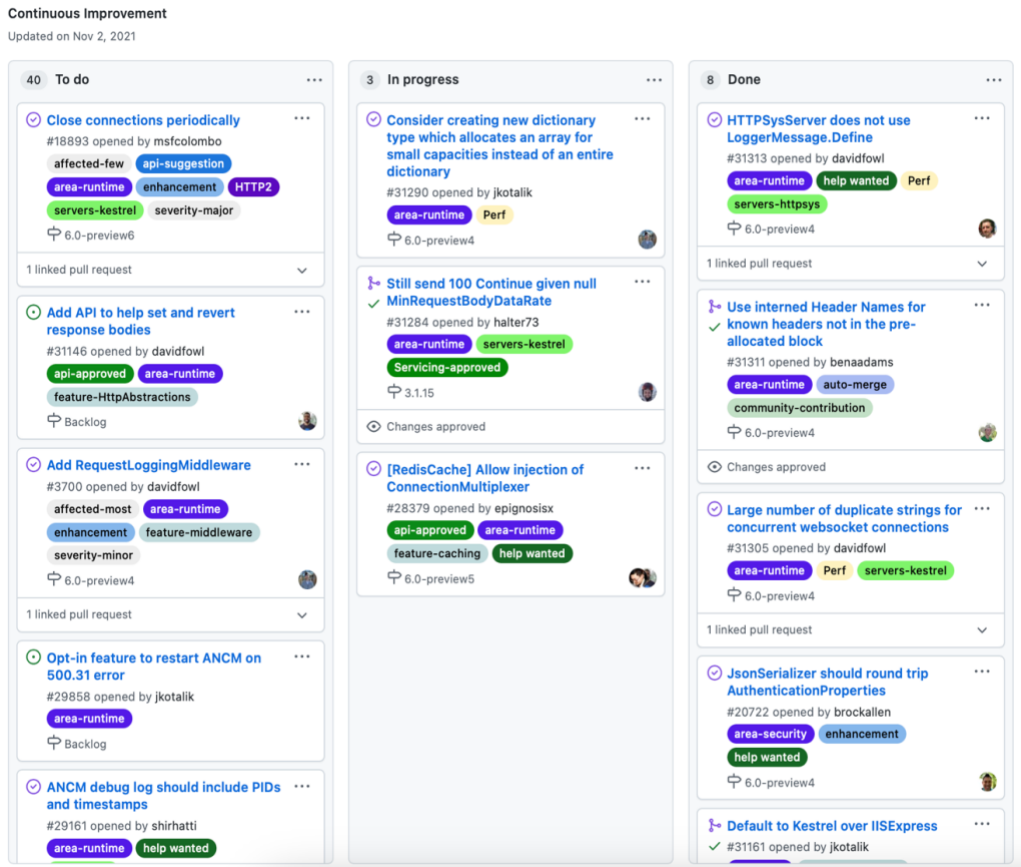 Continuous Improvement
Updated on Nov 2, 2021
40 To do
Close connections periodically
#18893 opened by msfcolombo
affected-few api-suggestion
area-runtime enhancement HTTP2
servers-kestrel severity-major
6.0-preview6
1 linked pull request
Add API to help set and revert
response bodies
#31146 opened by davidfowl
api-approved area-runtime
feature-HttpAbstractions
Backlog
Add RequestLoggingMiddleware
#3700 opened by davidfowl
affected-most area-runtime
enhancement feature-middleware
severity-minor
6.0-preview4
1 linked pull request
Opt-in feature to restart ANCM on
500.31 error
#29858 opened by jkotalik
area-runtime
Backlog
ANCM debug log should include PIDs
and timestamps
#29161 opened by shirhatti
area-runtime help wanted
3 In progress
Consider creating new dictionary
type which allocates an array for
small capacities instead of an entire
dictionary
#31290 opened by jkotalik
area-runtime Perf
6.0-preview4
Still send 100 Continue given null
MinRequestBodyDataRate
#31284 opened by halter73
area-runtime servers-kestrel
Servicing-approved
3.1.15
Changes approved
[RedisCache] Allow injection of
ConnectionMultiplexer
#28379 opened by epignosisx
api-approved area-runtime
feature-caching help wanted
6.0-preview5
8 Done
HTTPSysServer does not use
LoggerMessage.Define
#31313 opened by davidfowl
area-runtime help wanted Perf
servers-httpsys
6.0-preview4
1 linked pull request
Use interned Header Names for
known headers not in the pre-
allocated block
#31311 opened by benaadams
area-runtime auto-merge
community-contribution
6.0-preview4
Changes approved
Large number of duplicate strings for
concurrent websocket connections
#31305 opened by davidfowl
area-runtime Perf servers-kestrel
6.0-preview4
1 linked pull request
JsonSerializer should round trip
AuthenticationProperties
#20722 opened by brockallen
area-security enhancement
help wanted
6.0-preview4
Default to Kestrel over IISExpress
#31161 opened by jkotalik